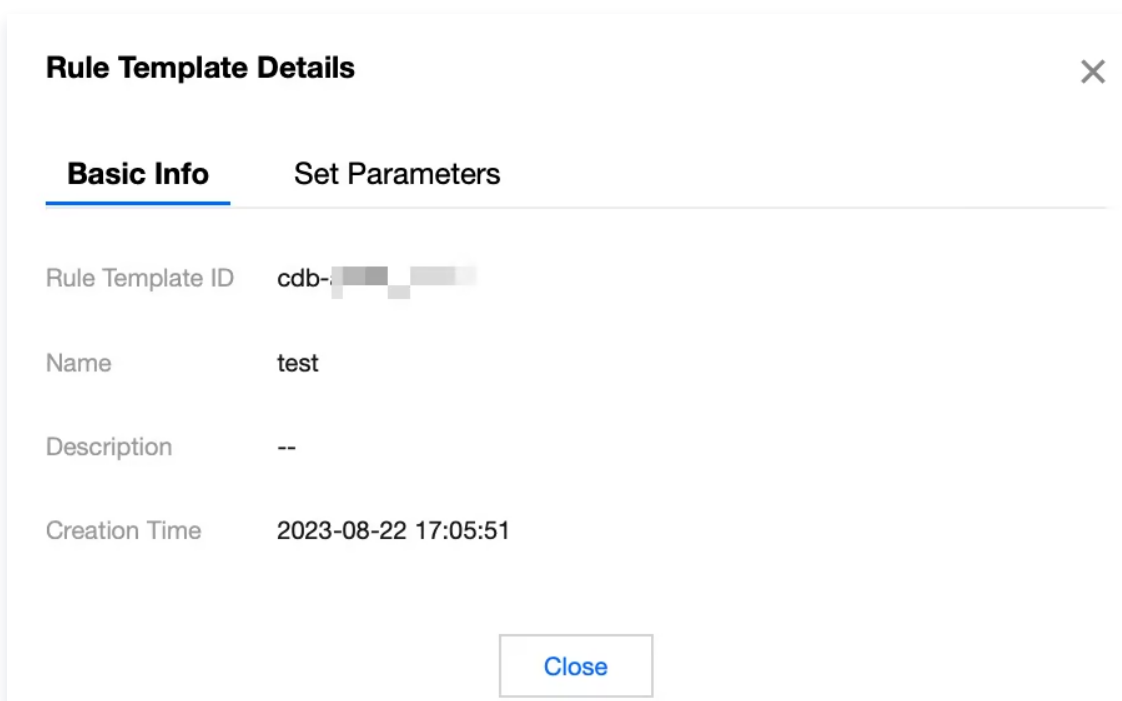 Rule Template Details
Basic Info Set Parameters
Rule Template ID cdb-
Name test
Description --
Creation Time 2023-08-22 17:05:51
Close